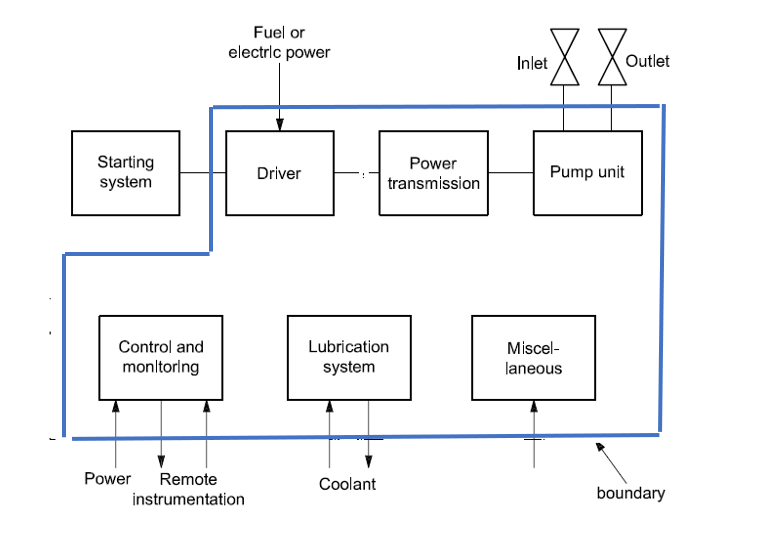 Fuel or
electric power
Inlet
Outlet
Starting
system
Driver
Power
transmission
Pump unit
Control and
monitoring
Lubrication
system
Miscel-
laneous
Power
Remote
instrumentation
Coolant
boundary